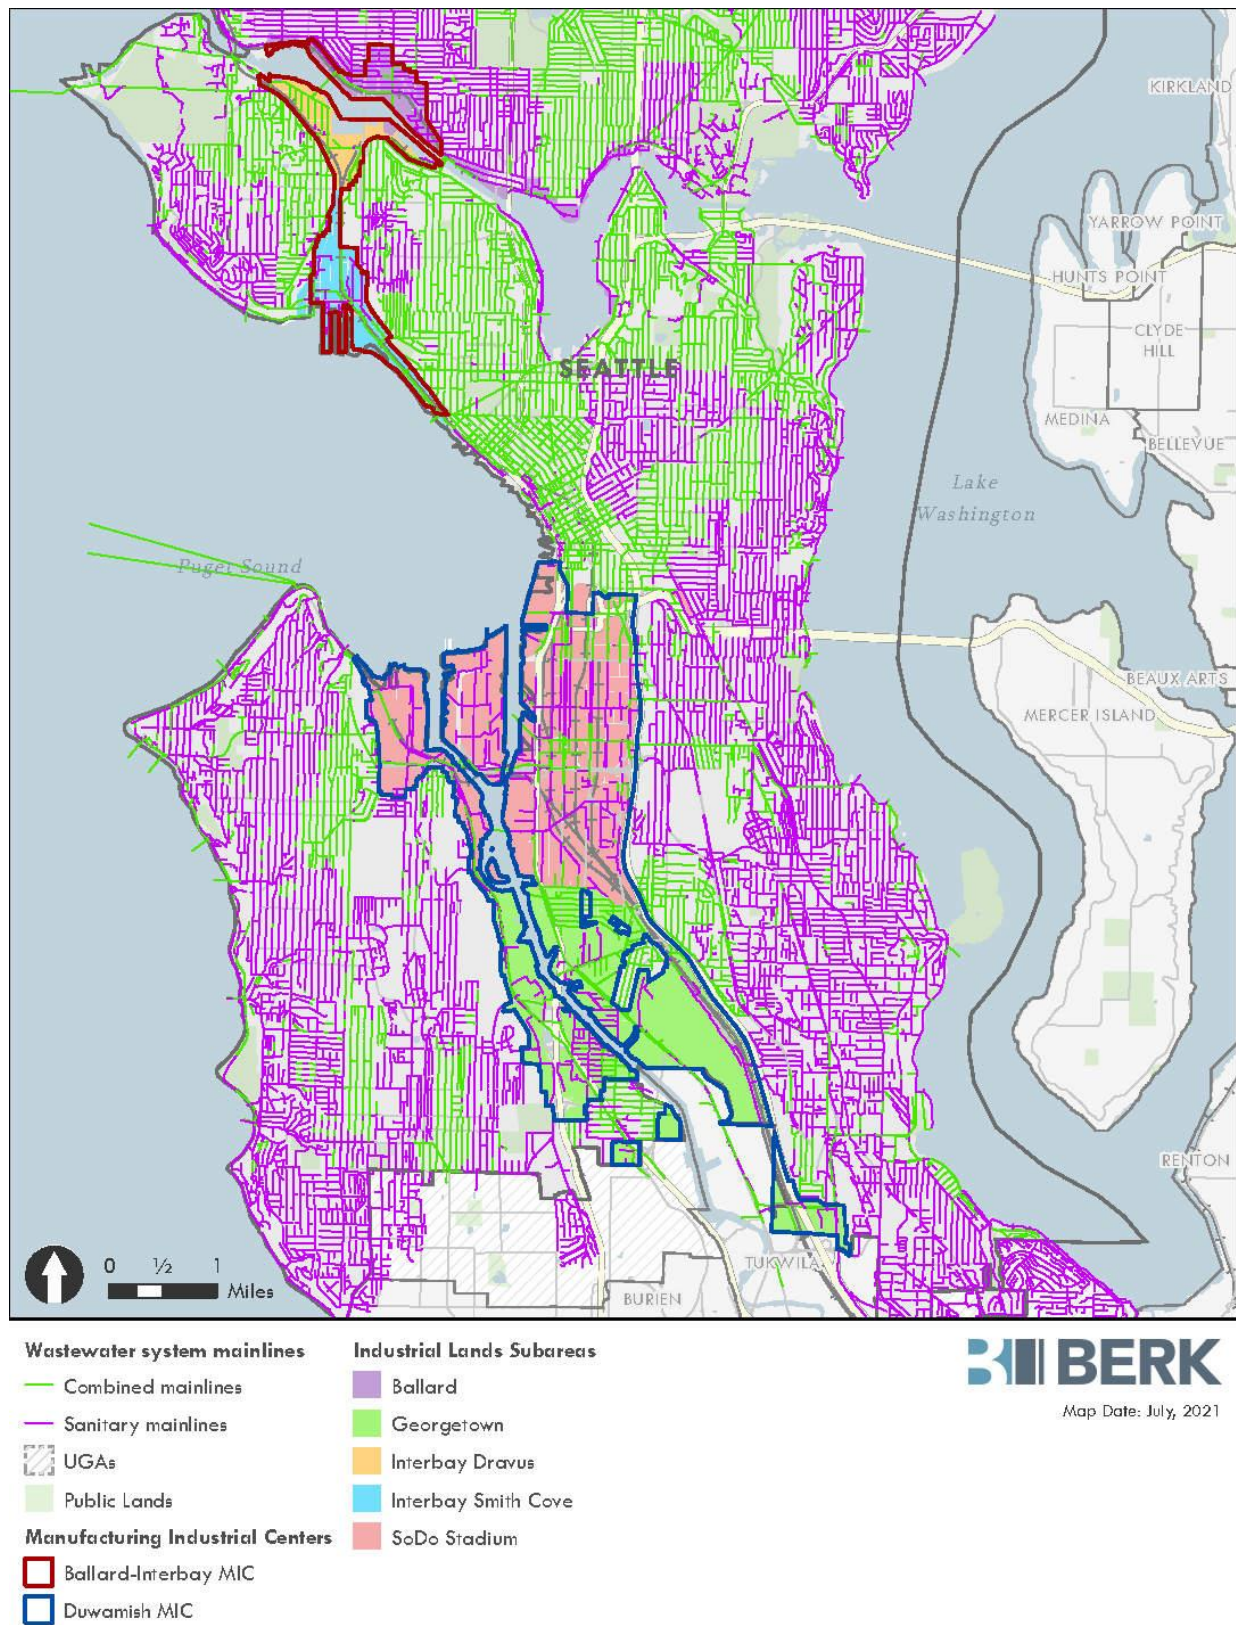 KIRKLAND
YARROW POINT
HUNTS POINT
CLYDE
HILL
SEATTLE
MEDINA
BELLEVUE
Lake
Washington
Puget Sound
BEAUX ARTS
MERCER ISLAND
RENTON
TUKWILA
BURIEN
0 ½ 1
Miles
Wastewater system mainlines
Combined mainlines
Sanitary mainlines
UGAs
Public Lands
Manufacturing Industrial Centers
Ballard-Interbay MIC
Duwamish MIC
Industrial Lands Subareas
Ballard
Georgetown
Interbay Dravus
Interbay Smith Cove
SoDo Stadium
BERK
Map Date: July, 2021